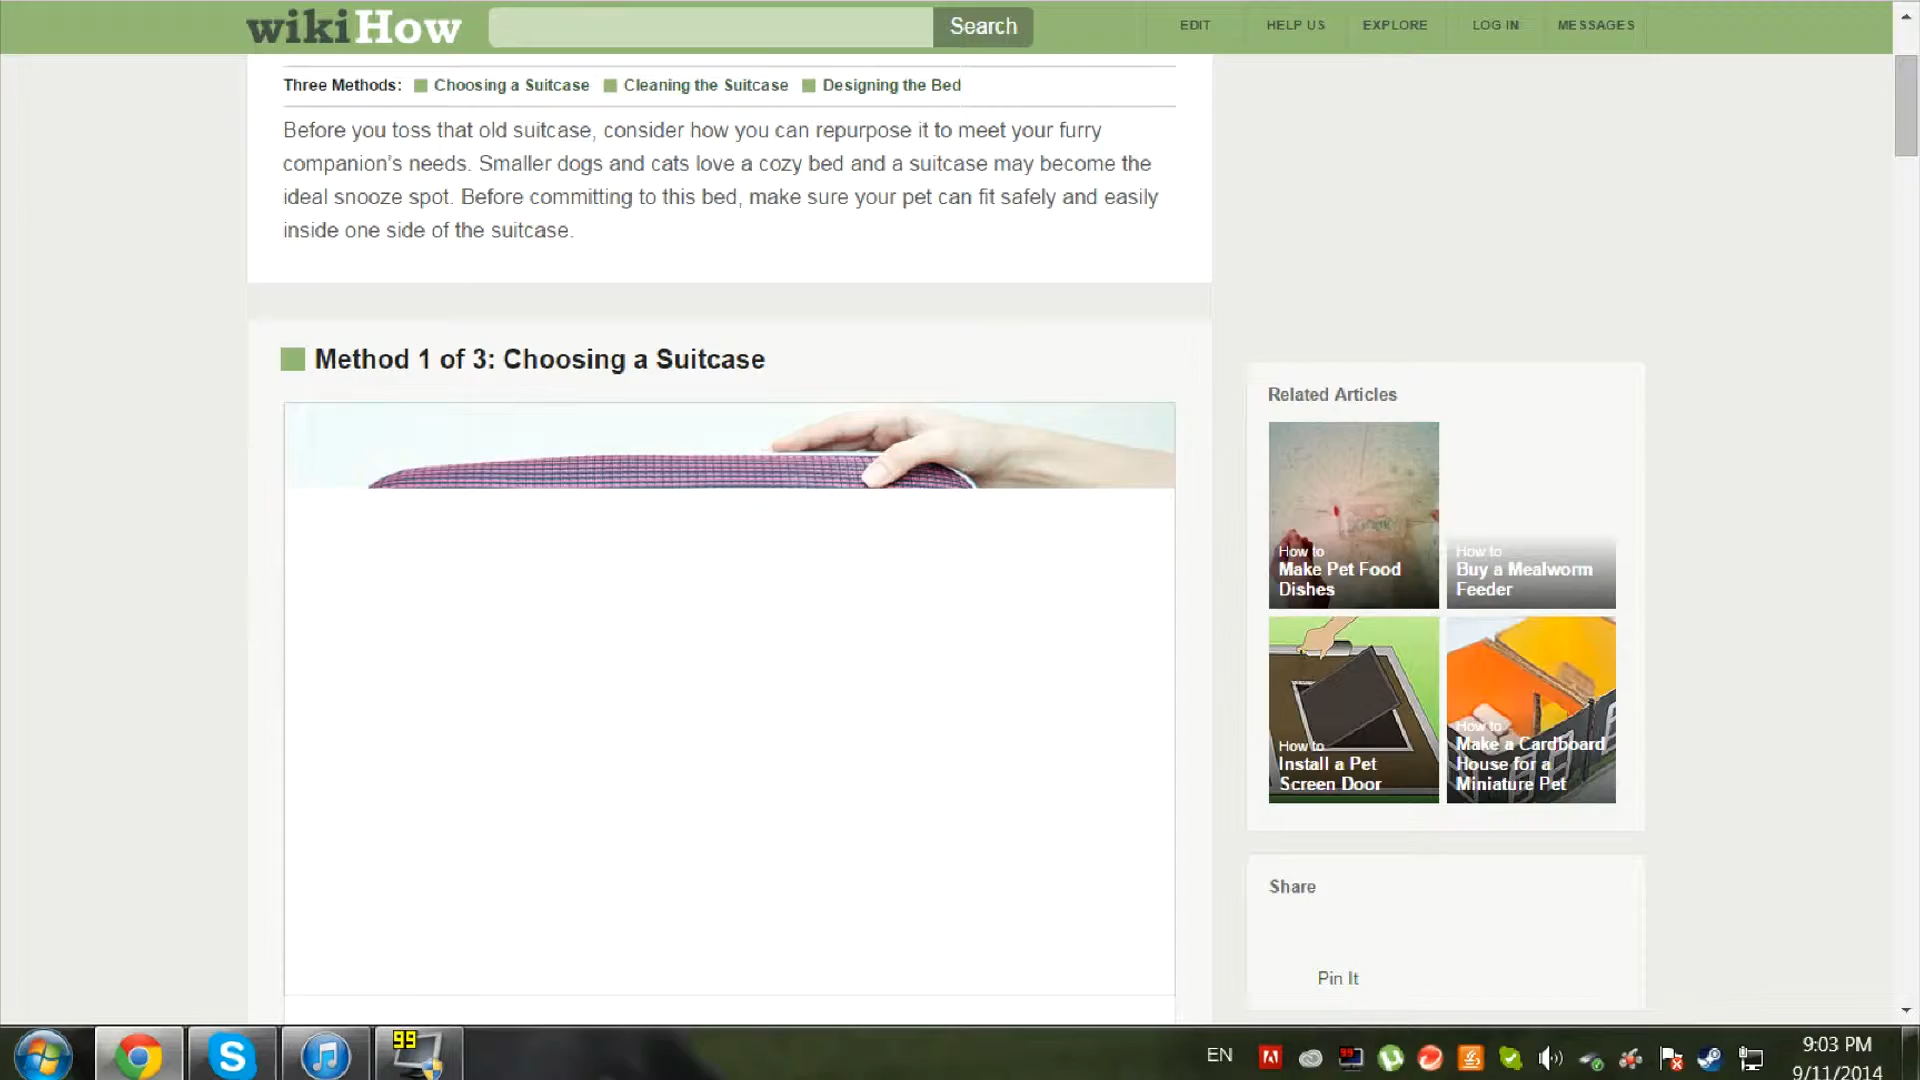 wikiHow
Search
EDIT
HELP US
EXPLORE
LOG IN
MESSAGES
Three Methods: Choosing a Suitcase Cleaning the Suitcase Designing the Bed
Before you toss that old suitcase, consider how you can repurpose it to meet your furry
companion's needs. Smaller dogs and cats love a cozy bed and a suitcase may become the
ideal snooze spot. Before committing to this bed, make sure your pet can fit safely and easily
inside one side of the suitcase.
Method 1 of 3: Choosing a Suitcase
Related Articles
How to
Make Pet Food
Dishes
How to
Buy a Mealworm
Feeder
How to
Install a Pet
Screen Door
How to
Make a Cardboard
House for a
Miniature Pet
Share
Pin It
99
EN
9:03 PM
9/11/2014